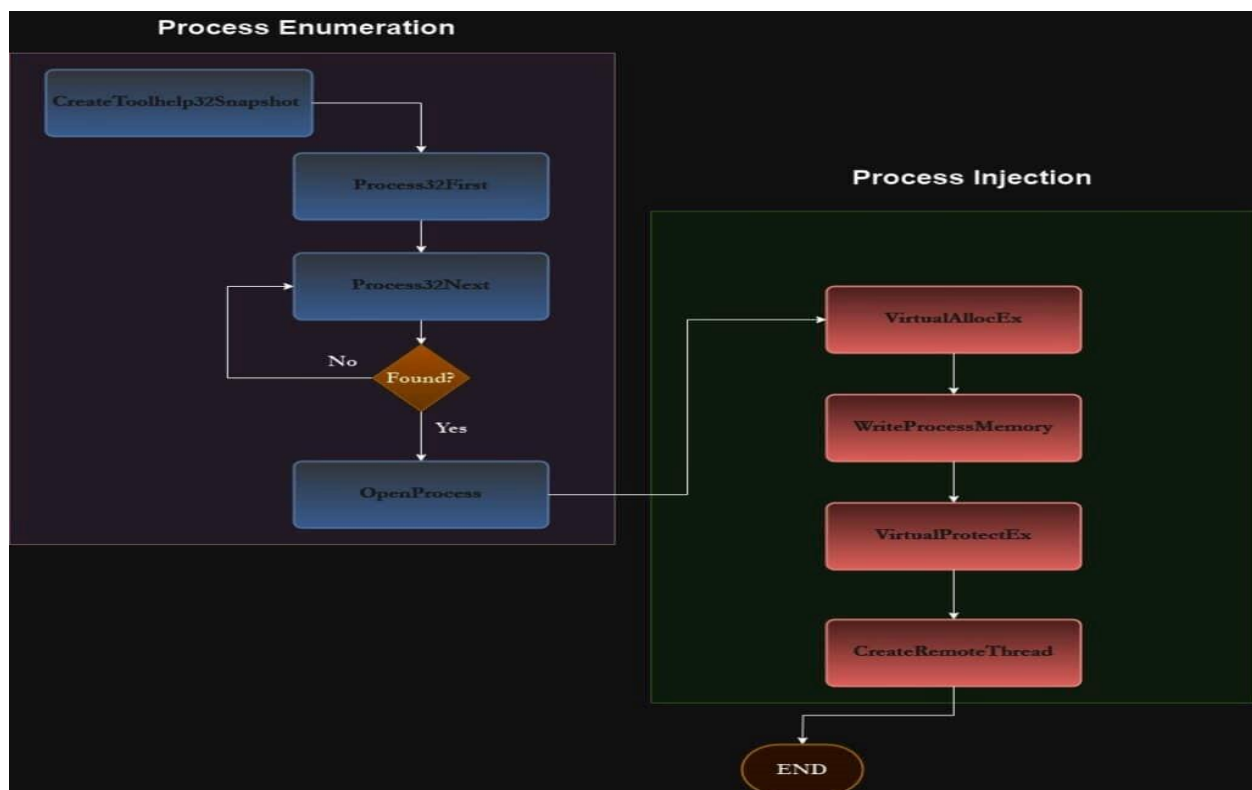 Process Enumeration
CreateToolhelp32Snapshot
Process32First
Process32Next
No
Found?
Yes
OpenProcess
Process Injection
VirtualAllocEx
WriteProcessMemory
VirtualProtectEx
CreateRemoteThread
END